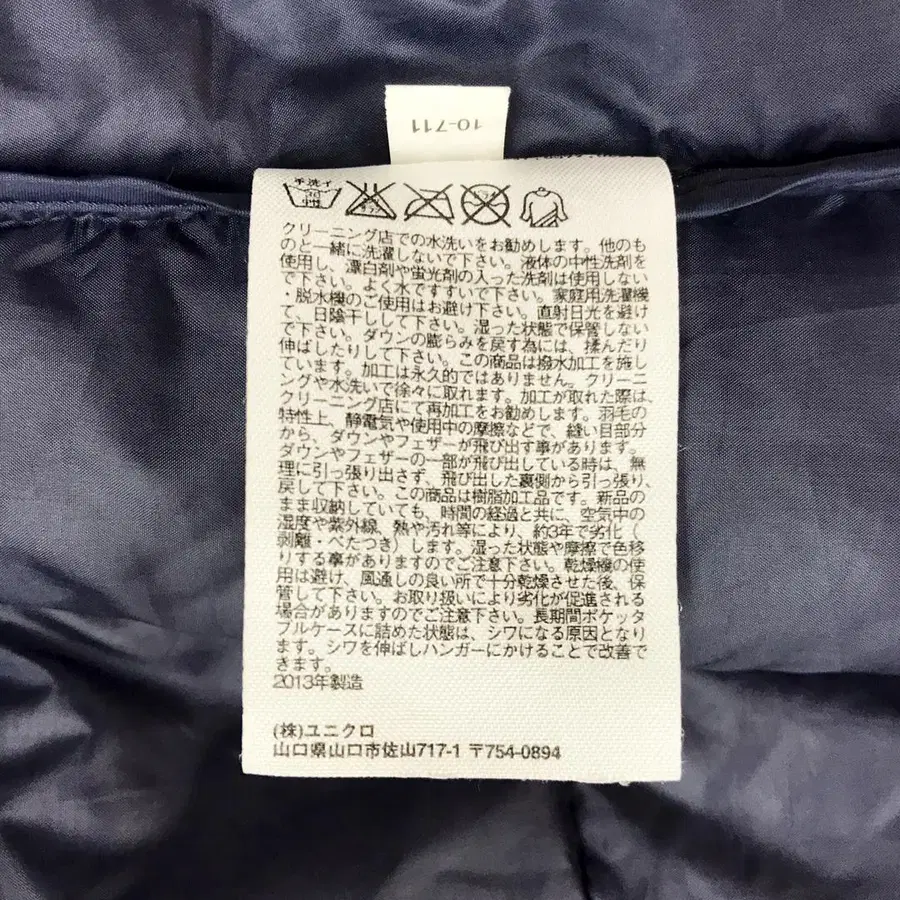 10-711
手洗イ
30
中性
エンソ
サラシ
クリーニング店での水洗いをお勧めします。他のも
のと一緒に洗濯しないで下さい。液体の中性洗剤を
使用し、漂白剤や蛍光剤の入った洗剤は使用しない
で下さい。よく水ですすいで下さい。家庭用洗濯機
・脱水機のご使用はお避け下さい。直射日光を避け
て、日陰干しして下さい。湿った状態で保管しない
で下さい。ダウンの膨らみを戻す為には、揉んだり
伸ばしたりして下さい。この商品は撥水加工を施し
ています。加工は永久的ではありません。クリーニ
ングや水洗いで徐々に取れます。加工が取れた際は、
クリーニング店にて再加工をお勧めします。羽毛の
特性上、静電気や使用中の摩擦などで、縫い目部分
から、ダウンやフェザーが飛び出す事があります。
ダウンやフェザーの一部が飛び出している時は、無
理に引っ張り出さず、飛び出した裏側から引っ張り、
戻して下さい。この商品は樹脂加工品です。新品の
まま収納していても、時間の経過と共に、空気中の
湿度や紫外線、熱や汚れ等により、約3年で劣化（
剥離・べたつき）します。湿った状態や摩擦で色移
りする事がありますのでご注意下さい。乾燥機の使
用は避け、風通しの良い所で十分乾燥させた後、保
管して下さい。お取り扱いにより劣化が促進される
場合がありますのでご注意下さい。長期間ポケッタ
ブルケースに詰めた状態は、シワになる原因となり
ます。シワを伸ばしハンガーにかけることで改善で
きます。
2013年製造
(株)ユニクロ
山口県山口市佐山717-1 〒754-0894